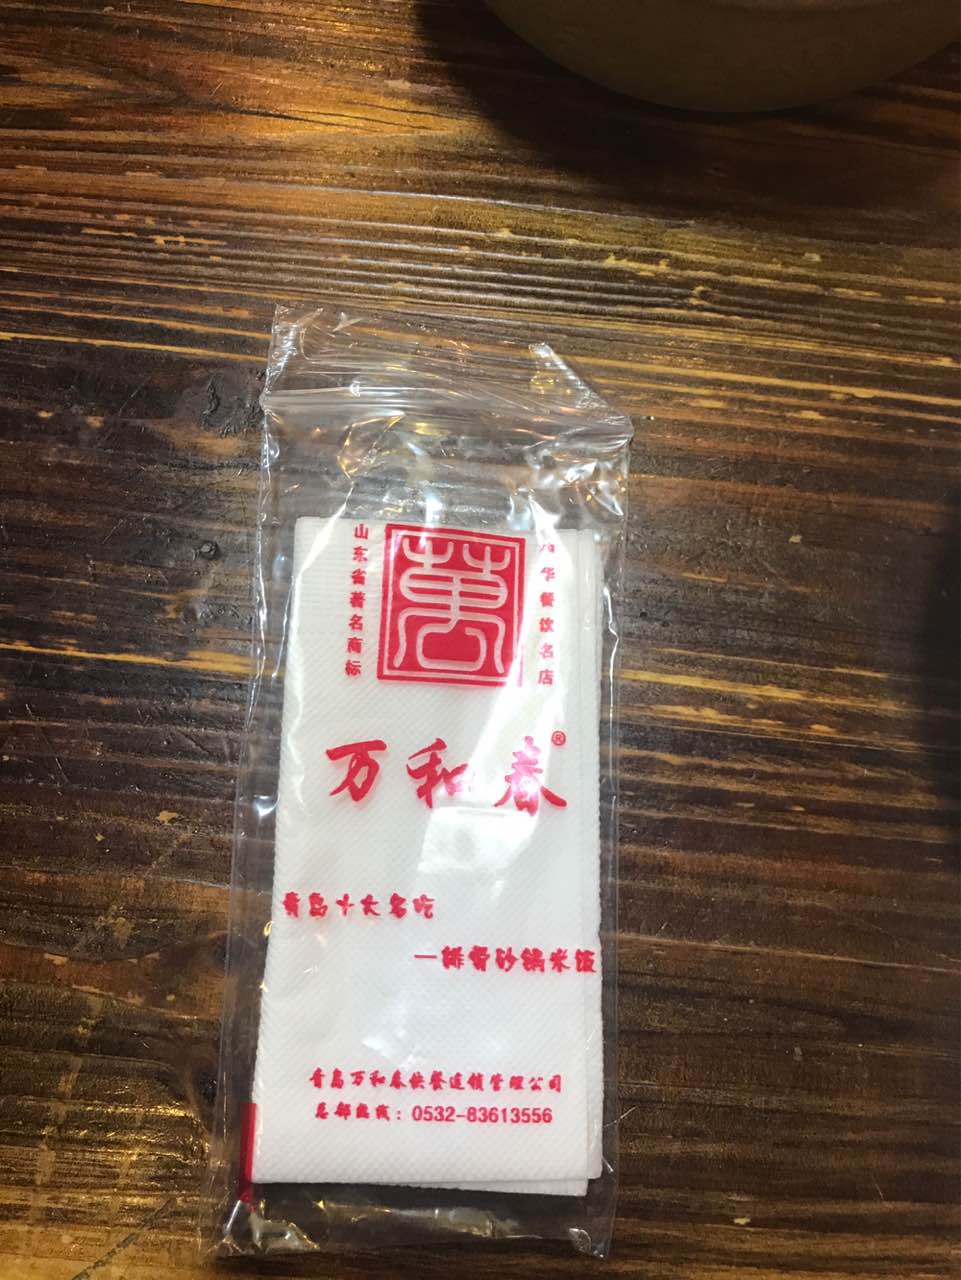 山东省著名商标
萬
华餐饮名店
万和春®
青岛十大名吃
—排骨砂锅米饭
青岛万和春快餐连锁管理公司
总部热线：0532-83613556